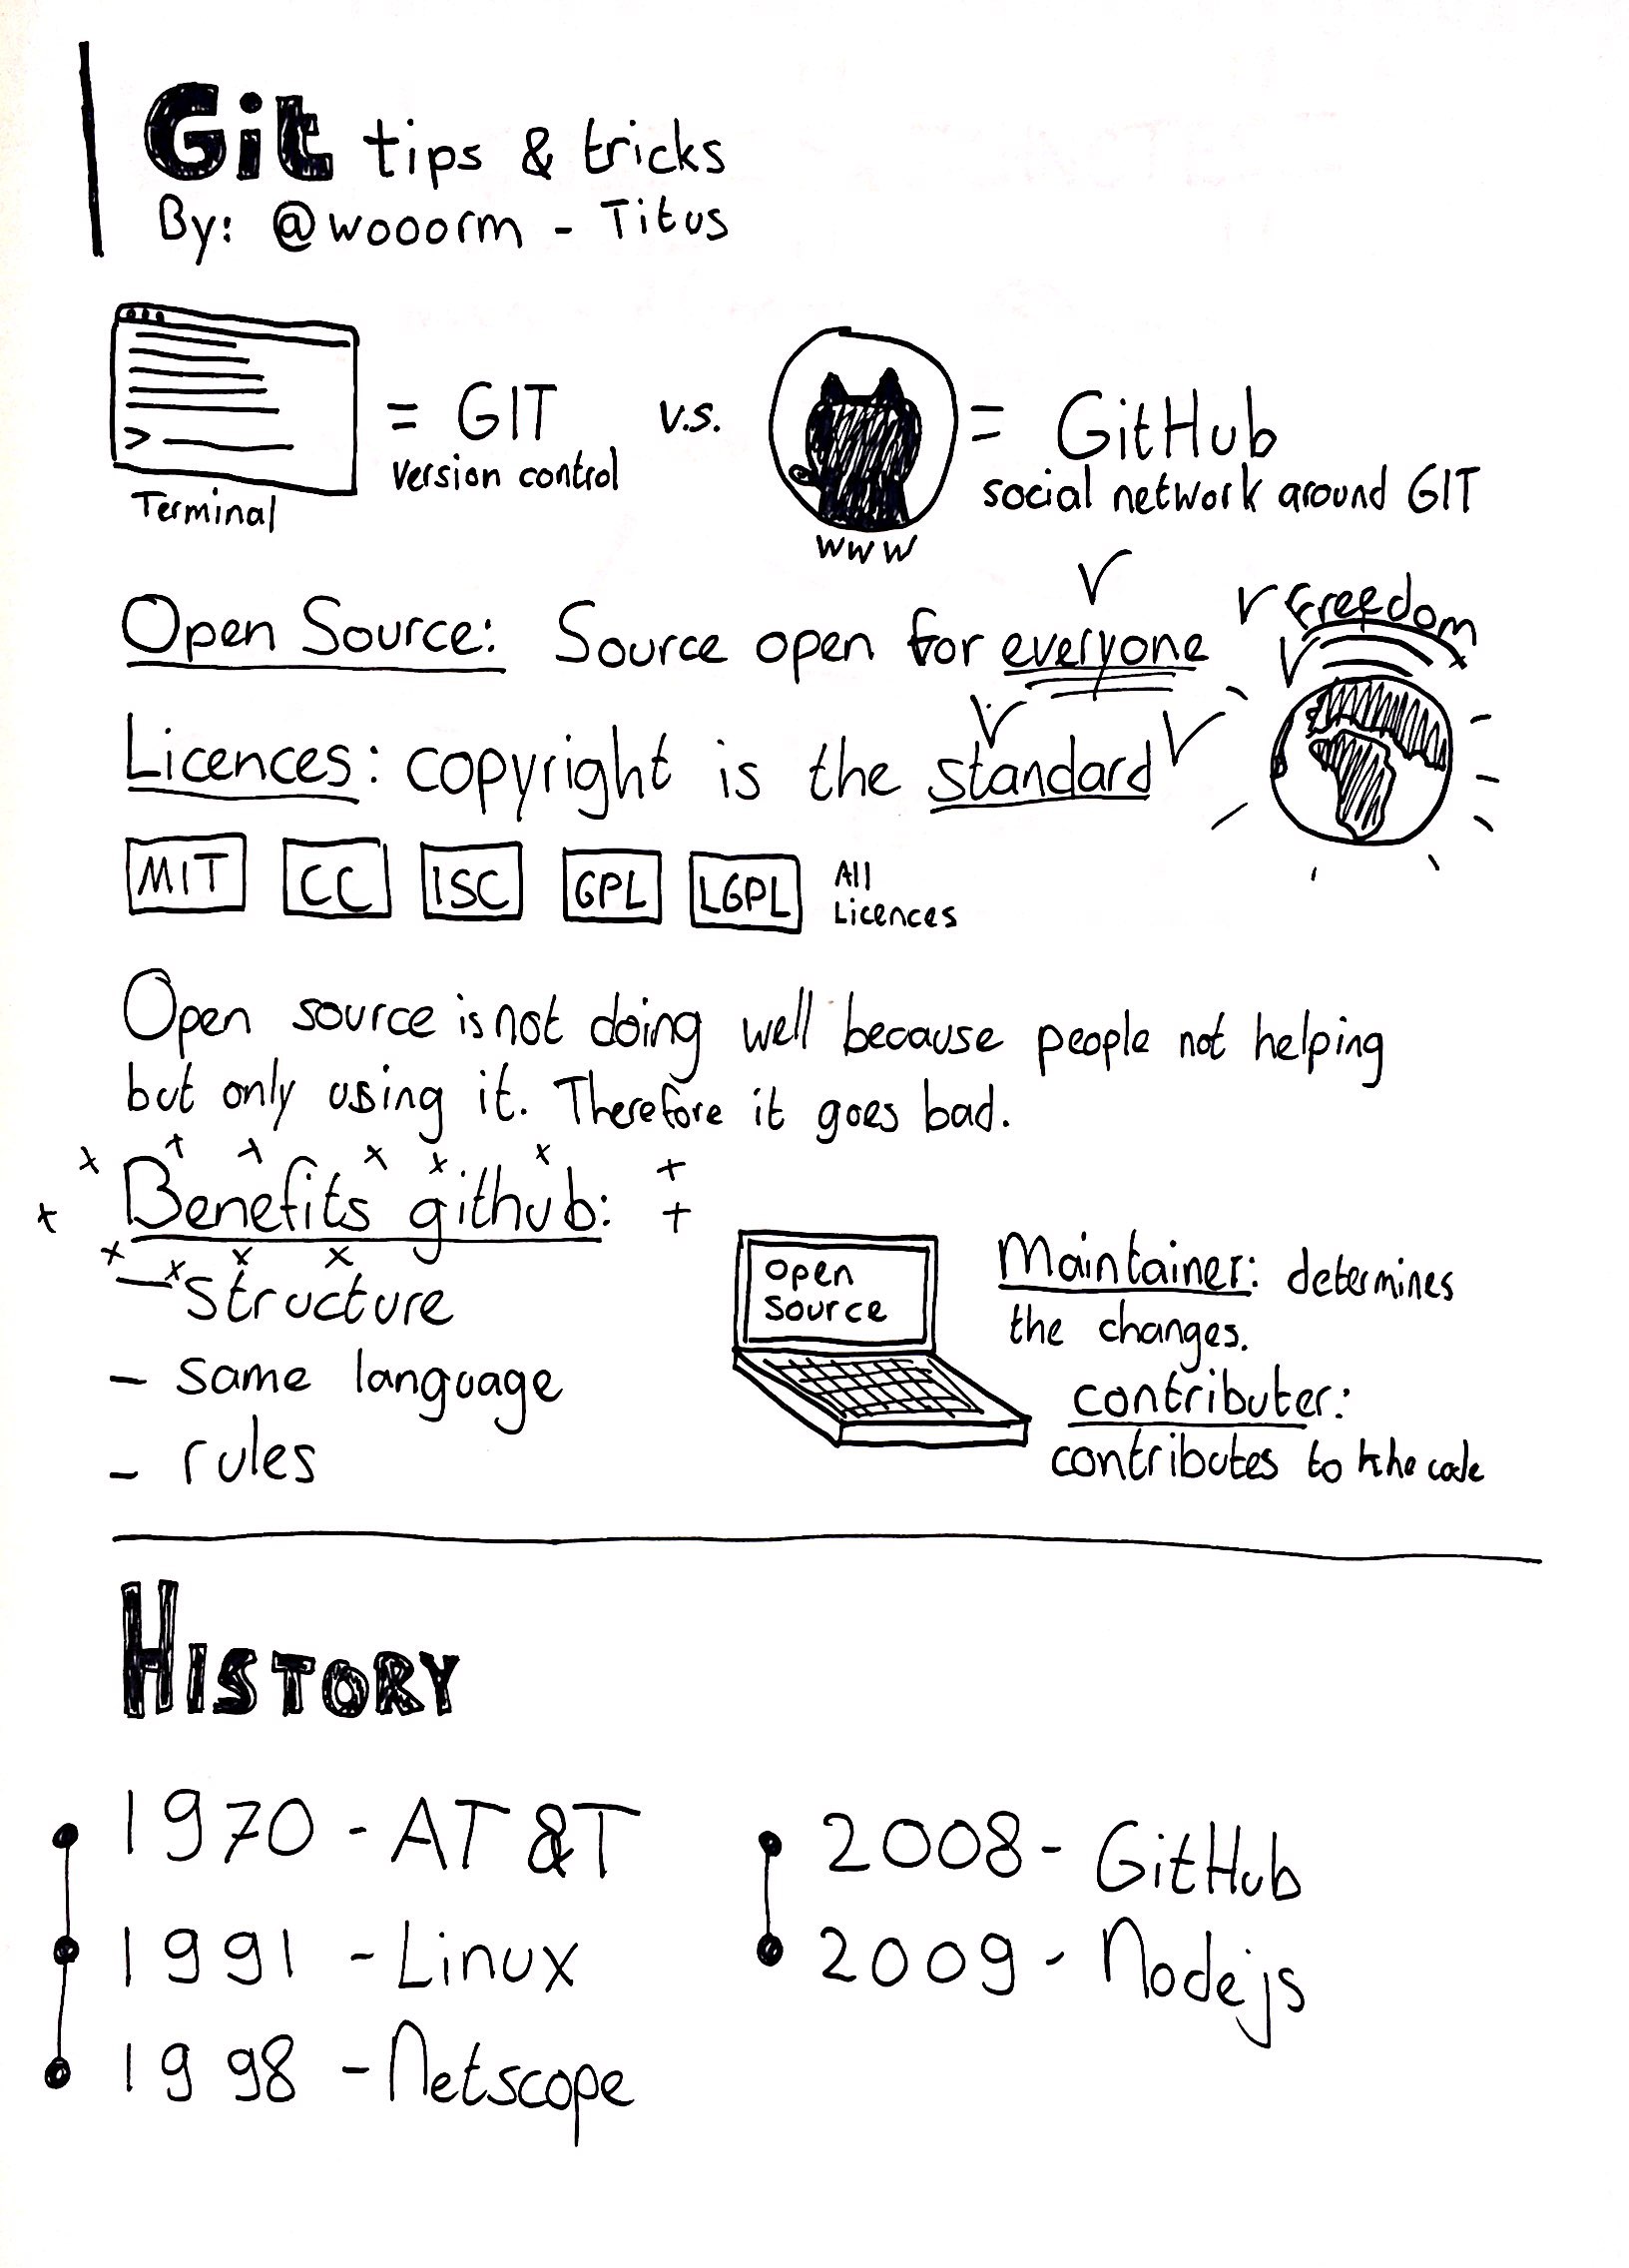 Git tips & tricks
By: @wooorm - Titus
= GIT v.s. = GitHub
Version control
social network around GIT
Terminal
www
Freedom
Open Source: Source open for everyone
Licences: copyright is the standard
MIT CC ISC GPL LGPL All
Licences
Open source is not doing well because people not helping
but only using it. Therefore it goes bad.
Benefits github:
- structure
- same language
- rules
open
source
Maintainer: determines
the changes.
contributer:
contributes to the code
HISTORY
1970 - AT&T
1991 - Linux
1998 - Netscope
2008 - GitHub
2009 - Nodejs